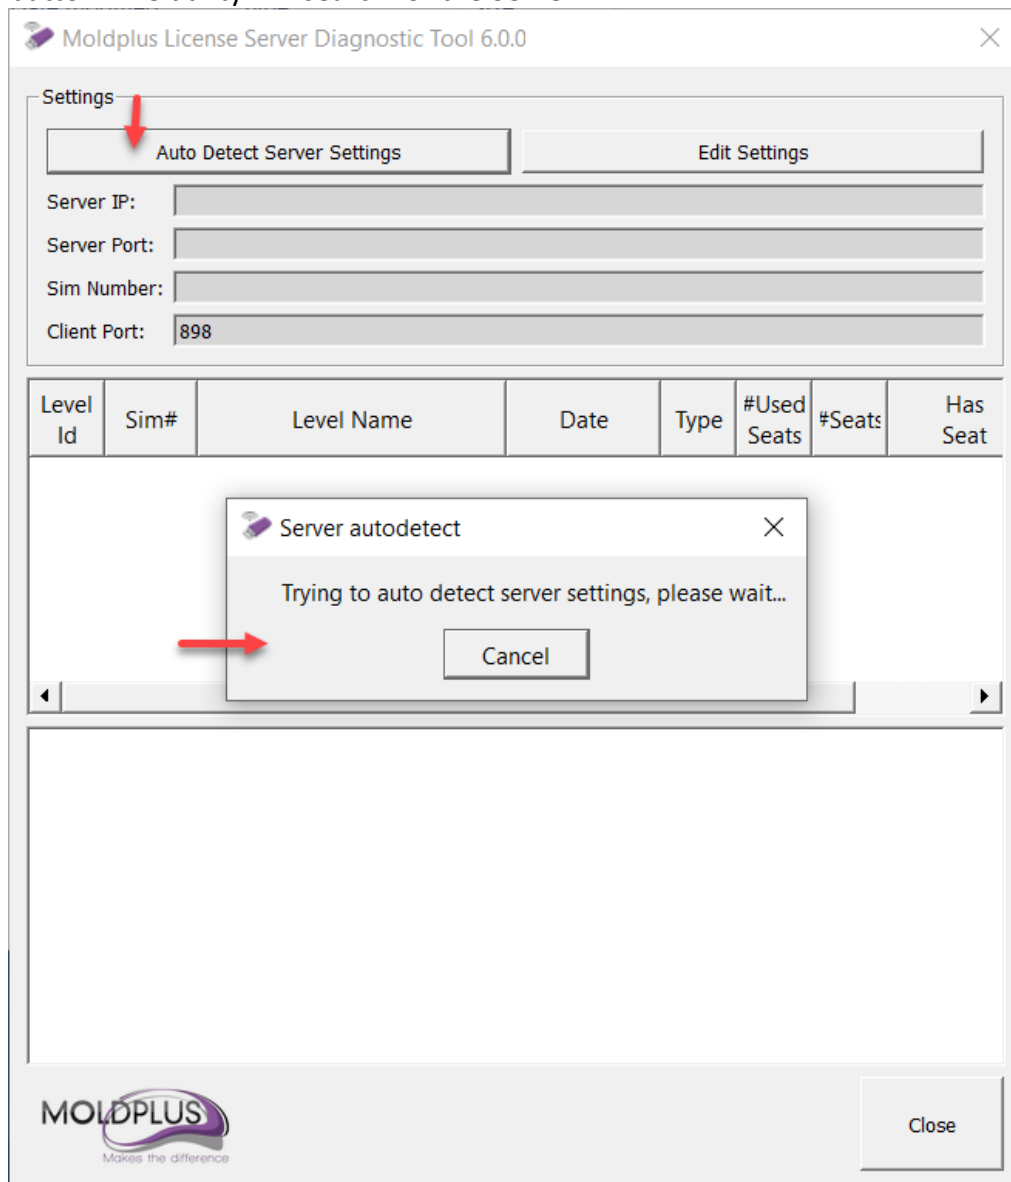 Moldplus License Server Diagnostic Tool 6.0.0
Settings
Auto Detect Server Settings Edit Settings
Server IP:
Server Port:
Sim Number:
Client Port: 898
Level Id Sim# Level Name Date Type #Used Seats #Seats Has Seat
Server autodetect
Trying to auto detect server settings, please wait...
Cancel
MOLDPLUS
Makes the difference
Close